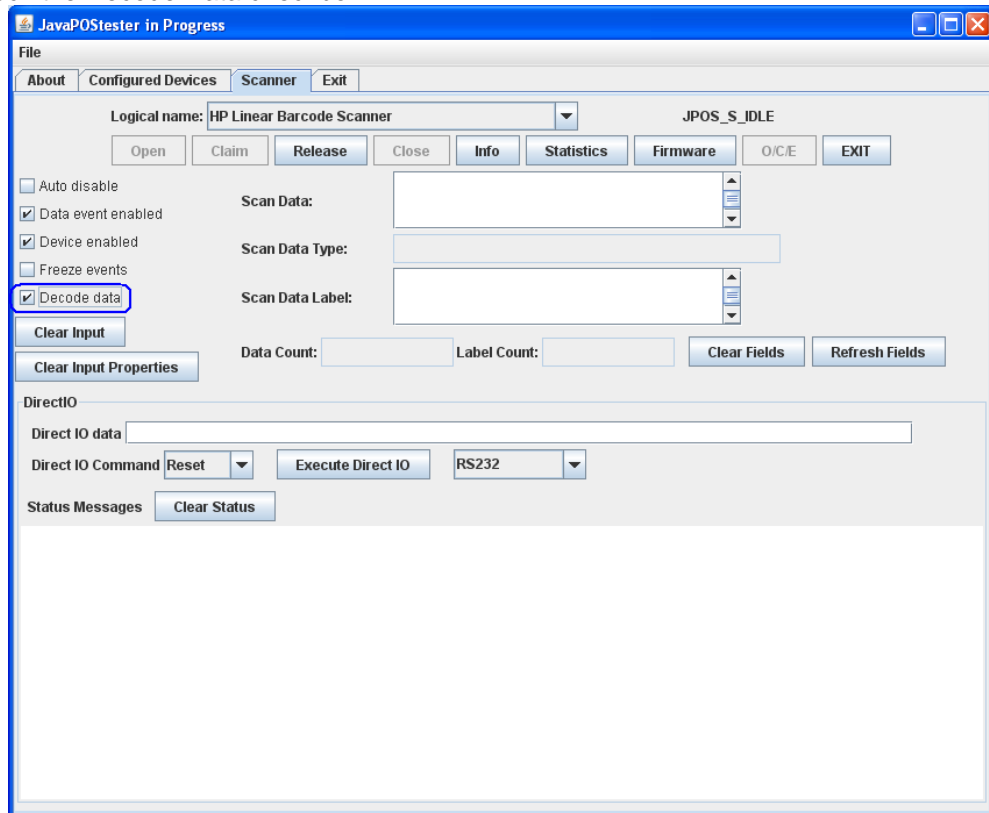 JavaPOStester in Progress
File
About Configured Devices Scanner Exit
Logical name: HP Linear Barcode Scanner JPOS_S_IDLE
Open Claim Release Close Info Statistics Firmware O/C/E EXIT
Auto disable
Data event enabled
Device enabled
Freeze events
Decode data
Scan Data:
Scan Data Type:
Scan Data Label:
Clear Input
Clear Input Properties
Data Count: Label Count: Clear Fields Refresh Fields
DirectIO
Direct IO data
Direct IO Command Reset Execute Direct IO RS232
Status Messages Clear Status